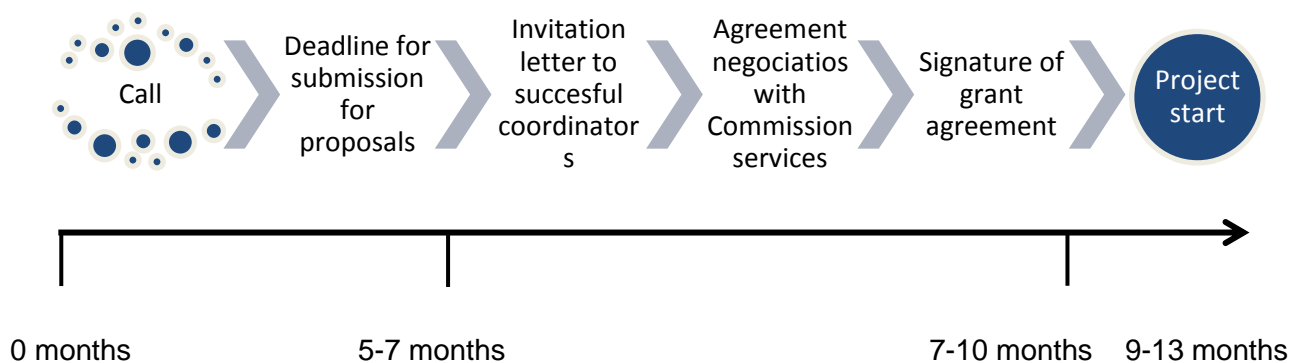 Call
Deadline for
submission
for
proposals
Invitation
letter to
succesful
coordinator
s
Agreement
negociatios
with
Commission
services
Signature of
grant
agreement
Project
start
0 months
5-7 months
7-10 months
9-13 months